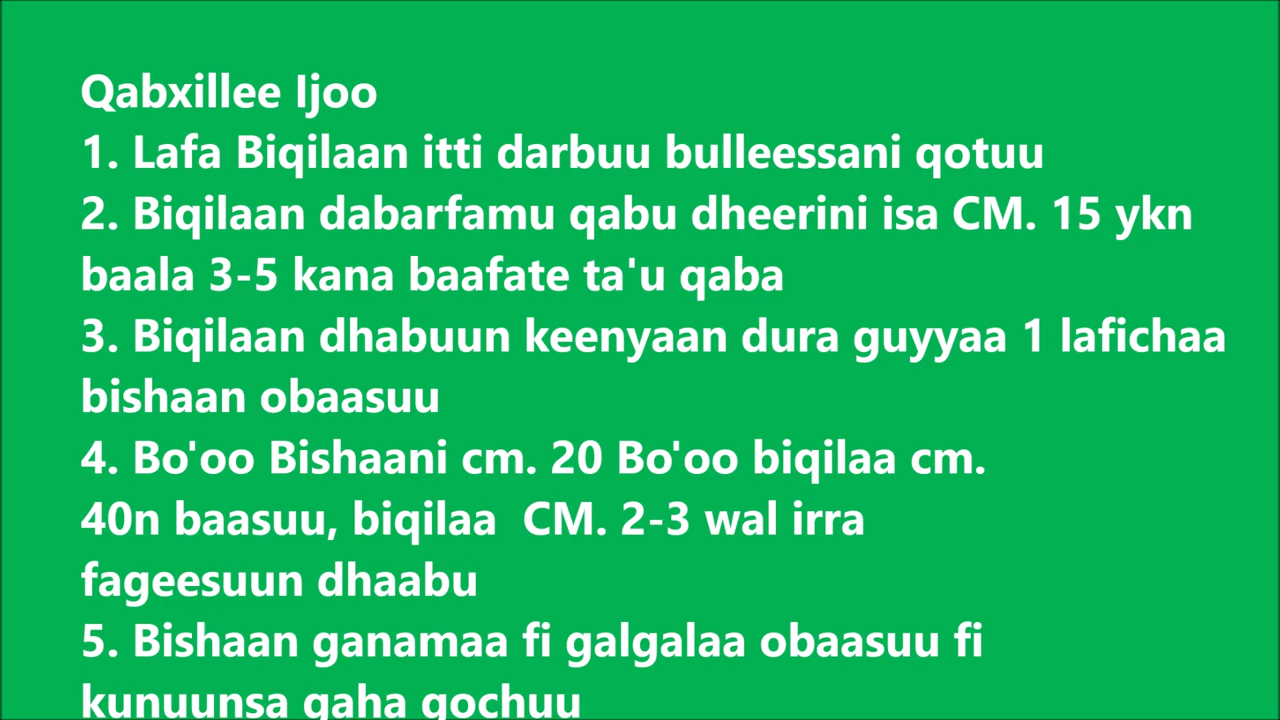 Qabxillee Ijoo
1. Lafa Biqilaan itti darbuu bulleessani qotuu
2. Biqilaan dabarfamu qabu dheerini isa CM. 15 ykn
baala 3-5 kana baafate ta'u qaba
3. Biqilaan dhabuun keenyaan dura guyyaa 1 lafichaa
bishaan obaasuu
4. Bo'oo Bishaani cm. 20 Bo'oo biqilaa cm.
40n baasuu, biqilaa  CM. 2-3 wal irra
fageesuun dhaabu
5. Bishaan ganamaa fi galgalaa obaasuu fi
kunuunsa gaha gochuu